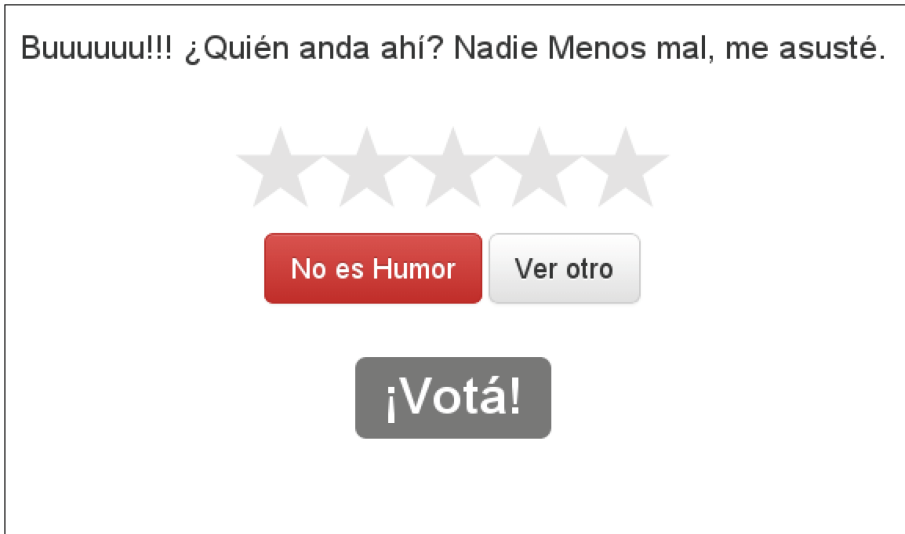 Buuuuuu!!! ¿Quién anda ahí? Nadie Menos mal, me asusté.
No es Humor Ver otro
¡Votá!